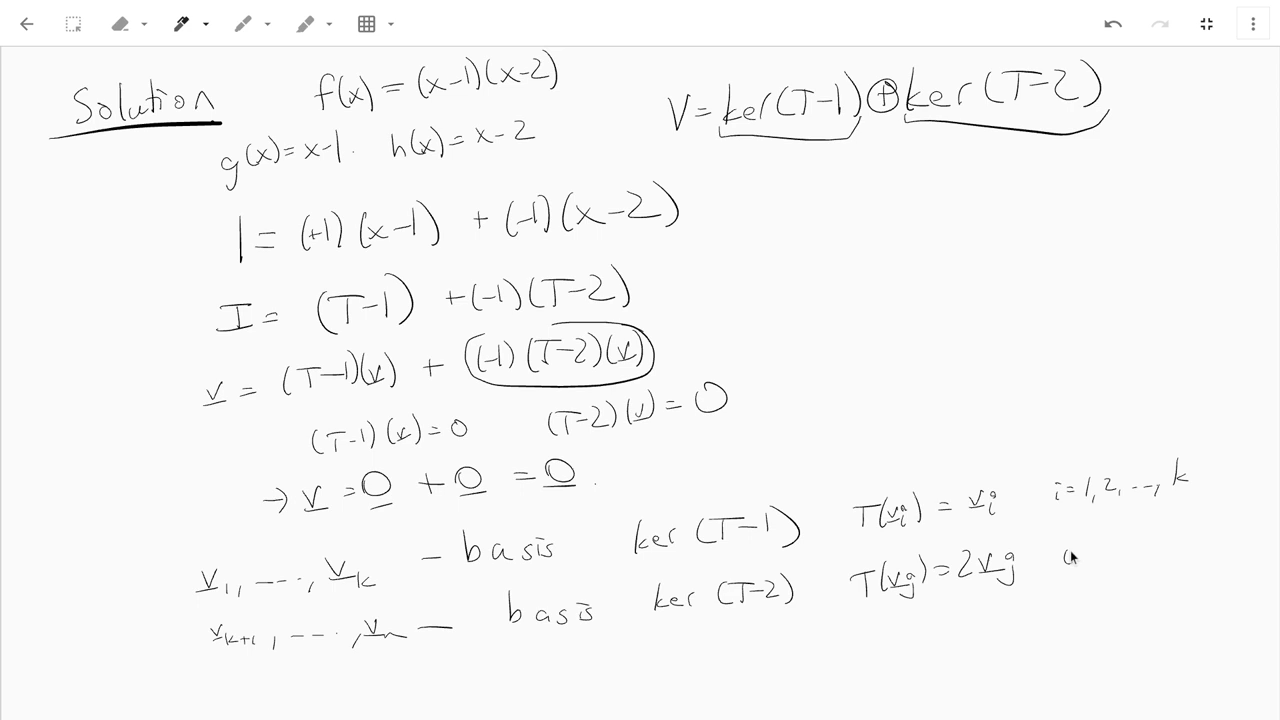 Solution
f(x) = (x-1)(x-2)
V = ker(T-1) ⊕ ker(T-2)
g(x) = x-1. h(x) = x-2
1 = (+1)(x-1) + (-1)(x-2)
I = (T-1) + (-1)(T-2)
v = (T-1)(v) + (-1)(T-2)(v)
(T-1)(v) = 0 (T-2)(v) = 0
→ v = 0 + 0 = 0.
v1, ----, vk - basis ker(T-1) T(vi) = vi i = 1, 2, ..., k
vk+1, ----, vn - basis ker(T-2) T(vj) = 2vj